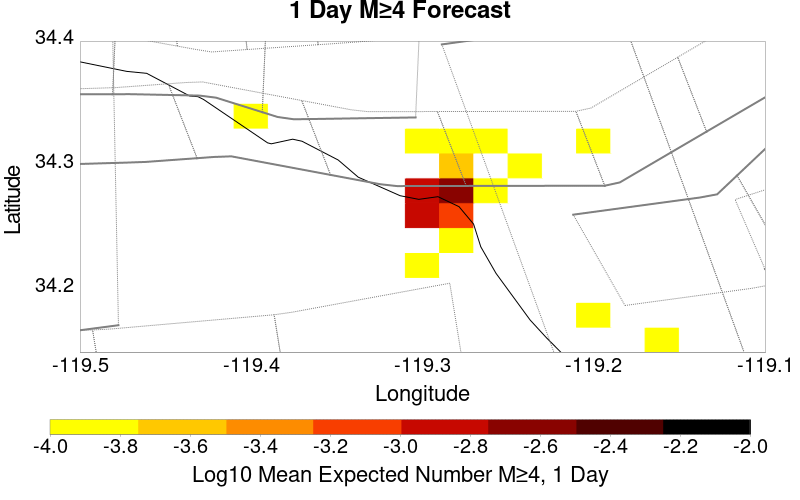 1 Day M≥4 Forecast
34.4
34.3
34.2
Latitude
-119.5 -119.4 -119.3 -119.2 -119.1
Longitude
-4.0 -3.8 -3.6 -3.4 -3.2 -3.0 -2.8 -2.6 -2.4 -2.2 -2.0
Log10 Mean Expected Number M≥4, 1 Day